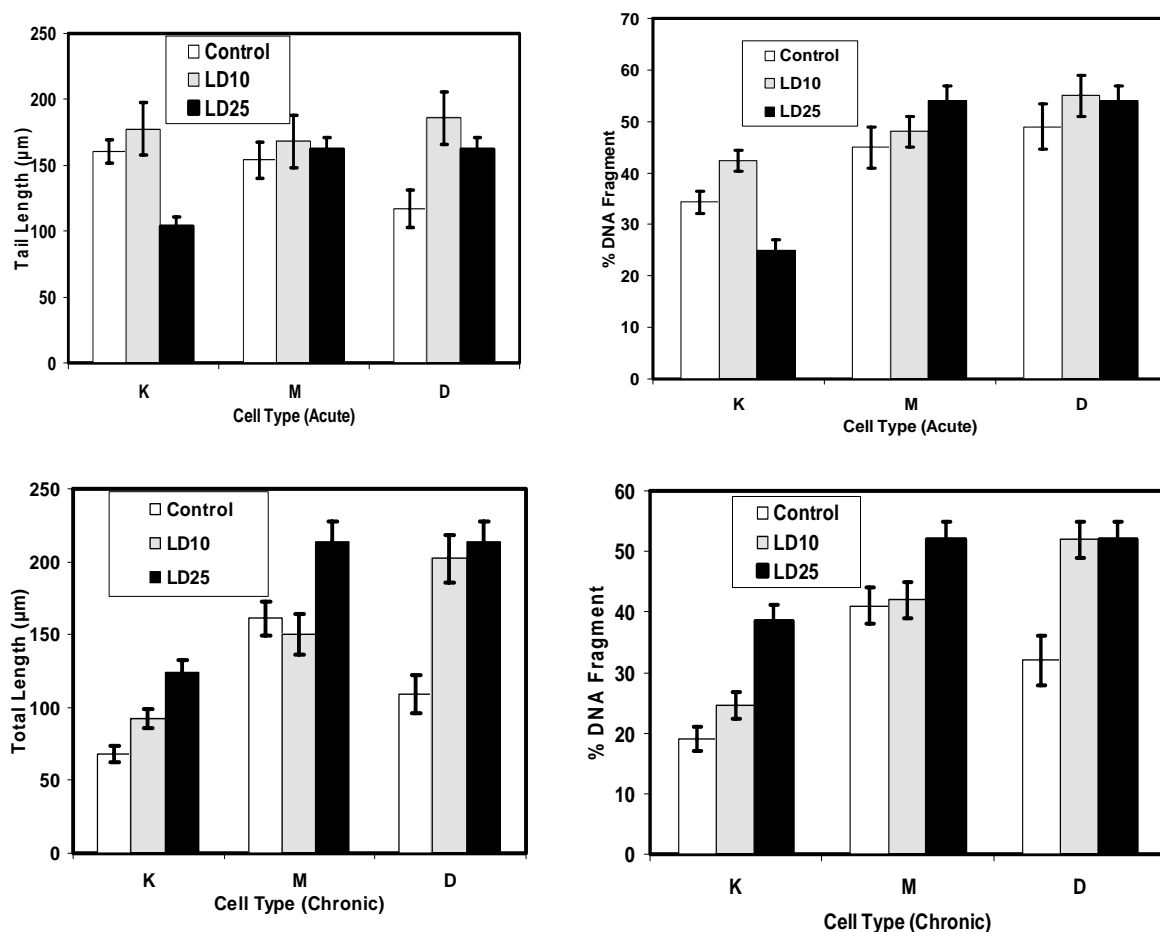 250
200
150
100
50
0
Tail Length (µm)
Control
LD10
LD25
K M D
Cell Type (Acute)
70
60
50
40
30
20
10
0
% DNA Fragment
Control
LD10
LD25
K M D
Cell Type (Acute)
250
200
150
100
50
0
Total Length (µm)
Control
LD10
LD25
K M D
Cell Type (Chronic)
60
50
40
30
20
10
0
% DNA Fragment
Control
LD10
LD25
K M D
Cell Type (Chronic)